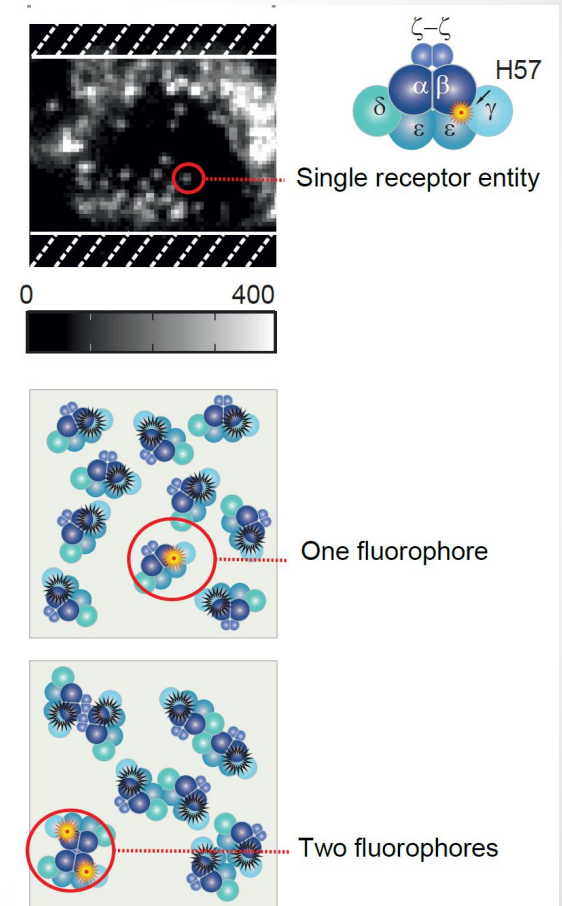 ζ–ζ
H57
α β
δ γ
ε ε
Single receptor entity
0 400
One fluorophore
Two fluorophores